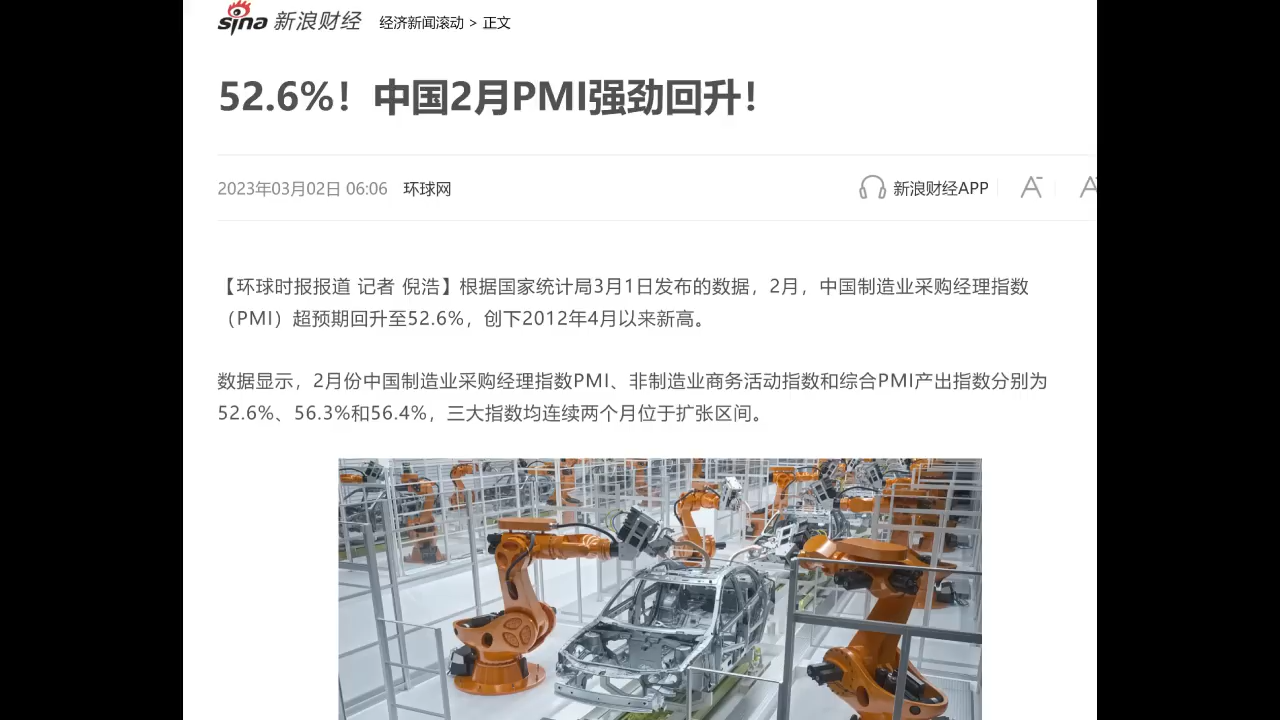 sina 新浪财经 经济新闻滚动 > 正文
52.6%！中国2月PMI强劲回升！
2023年03月02日 06:06 环球网 新浪财经APP A- A
【环球时报报道 记者 倪浩】根据国家统计局3月1日发布的数据，2月，中国制造业采购经理指数
（PMI）超预期回升至52.6%，创下2012年4月以来新高。
数据显示，2月份中国制造业采购经理指数PMI、非制造业商务活动指数和综合PMI产出指数分别为
52.6%、56.3%和56.4%，三大指数均连续两个月位于扩张区间。